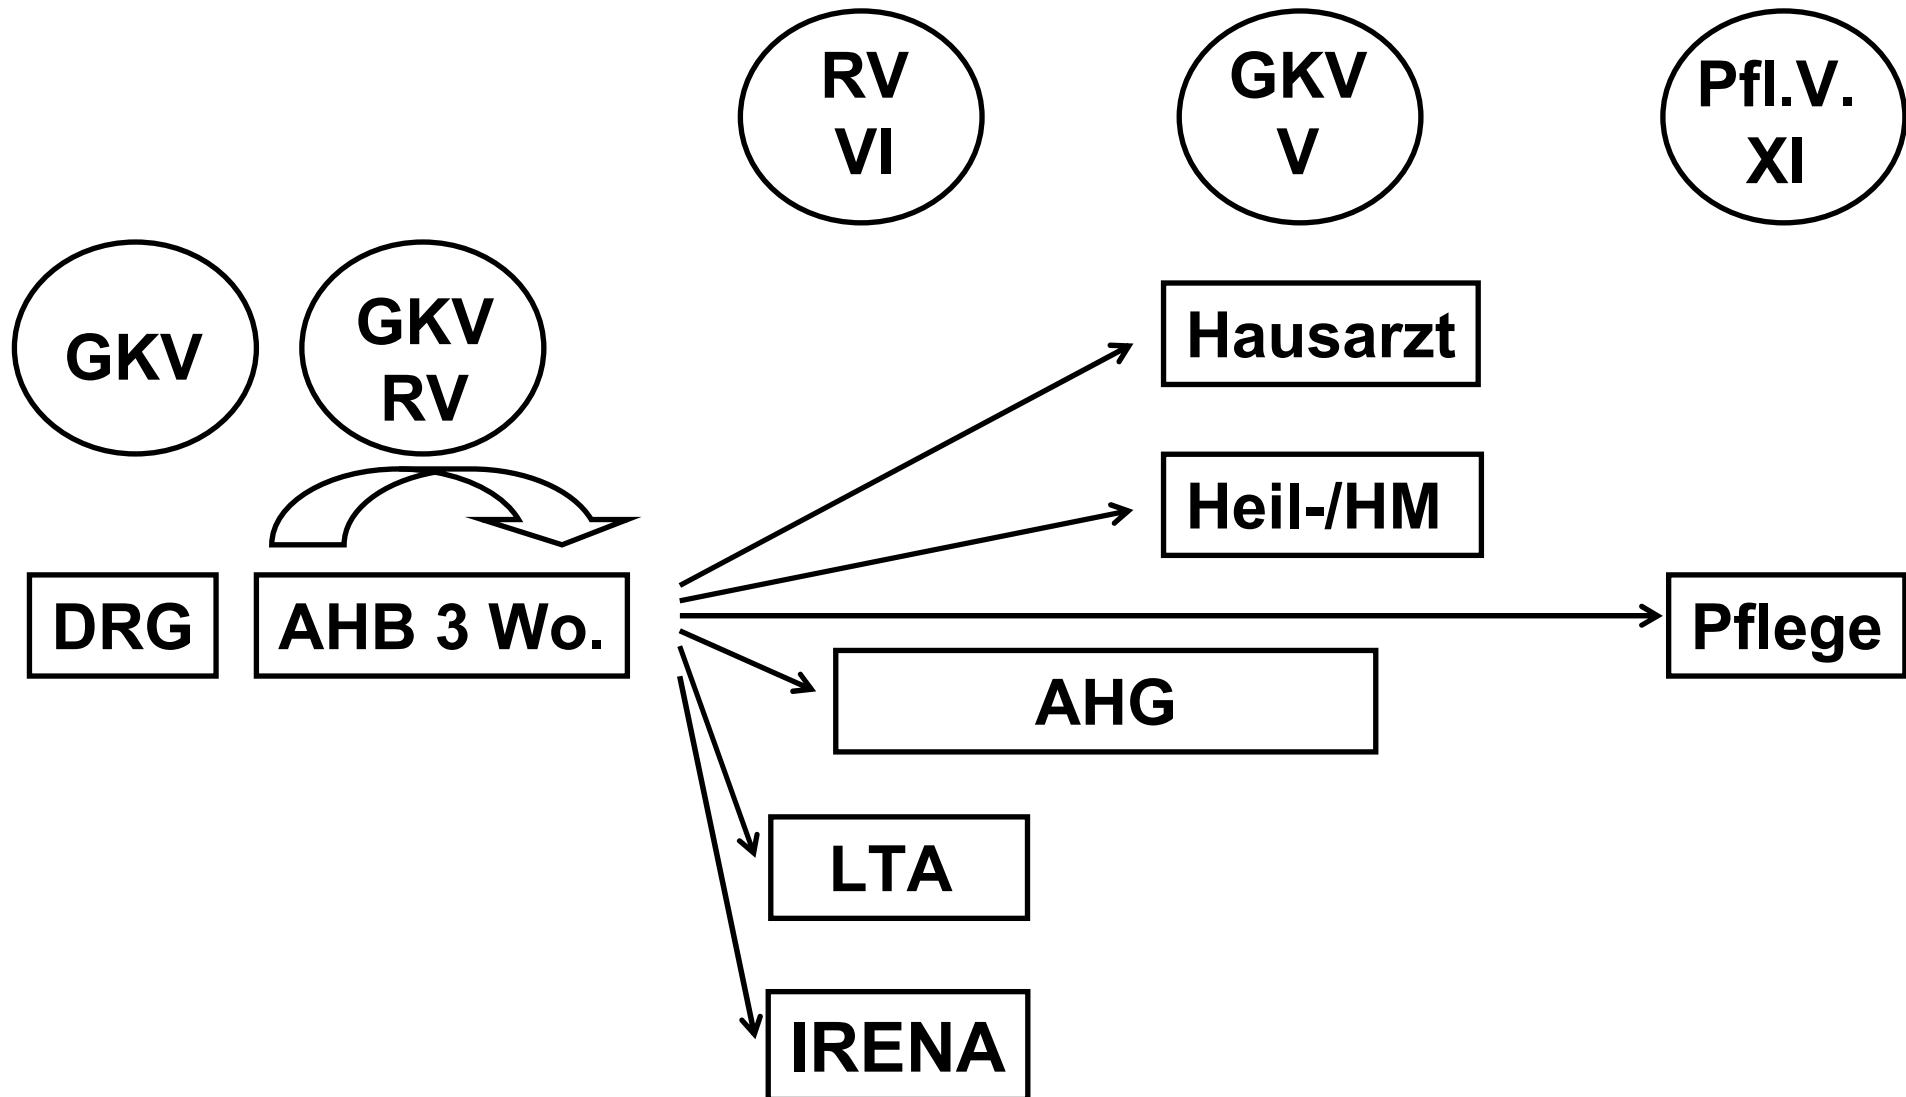 RV
VI
GKV
V
Pfl.V.
XI
GKV
GKV
RV
Hausarzt
Heil-/HM
DRG
AHB 3 Wo.
Pflege
AHG
LTA
IRENA